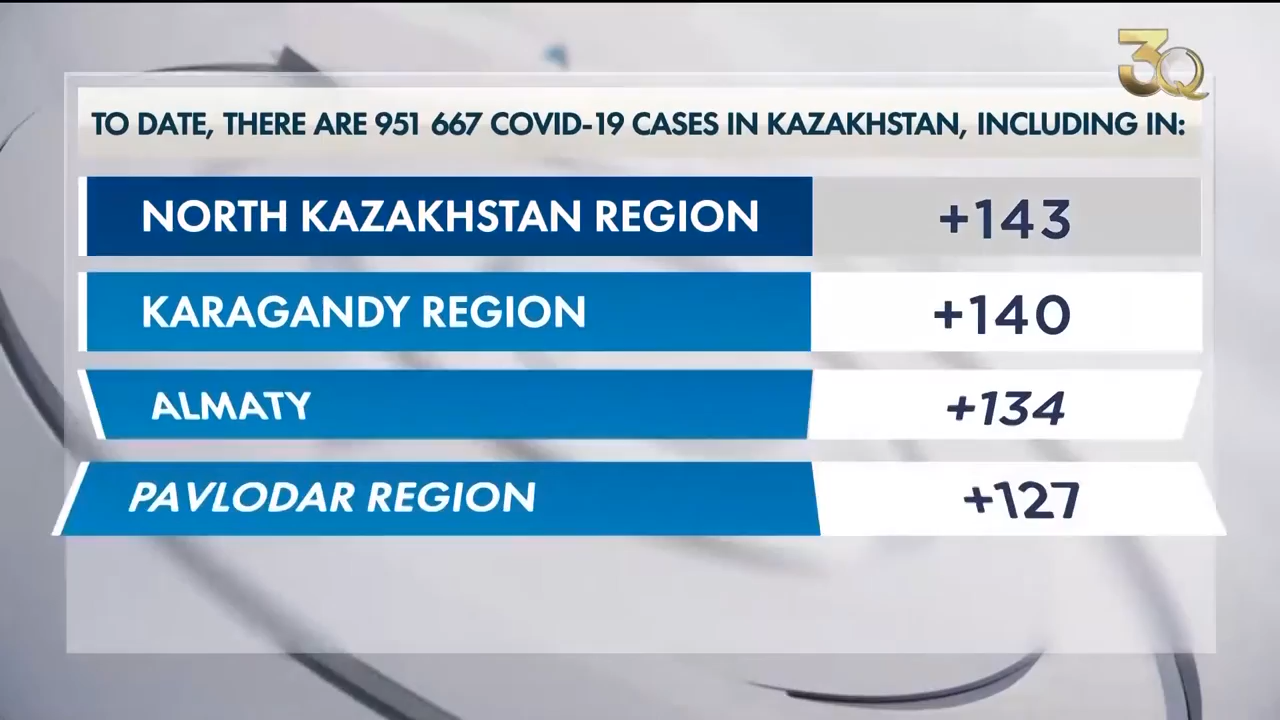 3Q
TO DATE, THERE ARE 951 667 COVID-19 CASES IN KAZAKHSTAN, INCLUDING IN:
NORTH KAZAKHSTAN REGION +143
KARAGANDY REGION +140
ALMATY +134
PAVLODAR REGION +127